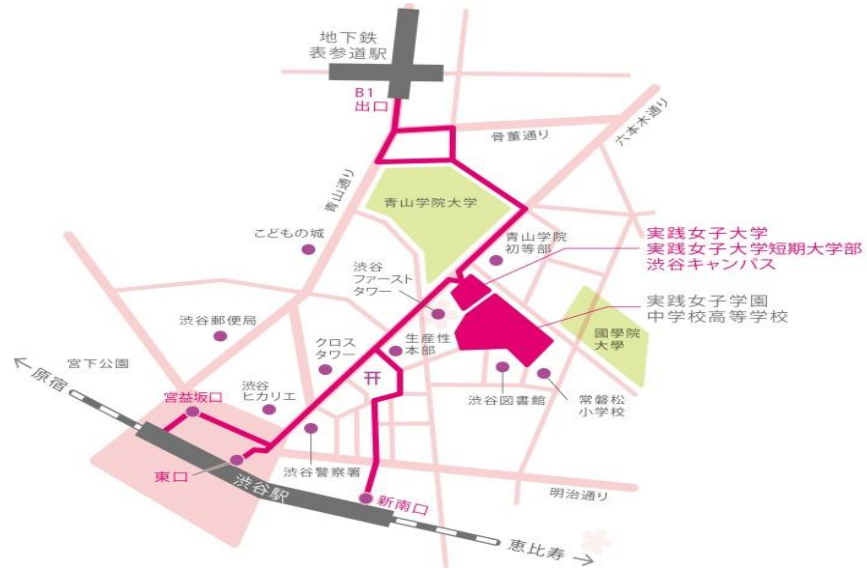 地下鉄
表参道駅
B1
出口
骨董通り
六本木通り
青山通り
青山学院大学
こどもの城
青山学院
初等部
実践女子大学
実践女子大学短期大学部
渋谷キャンパス
渋谷
ファースト
タワー
実践女子学園
中学校高等学校
渋谷郵便局
クロス
タワー
生産性
本部
國學院
大學
宮下公園
原宿
宮益坂口
渋谷
ヒカリエ
渋谷図書館
常磐松
小学校
東口
渋谷警察署
渋谷駅
新南口
明治通り
恵比寿